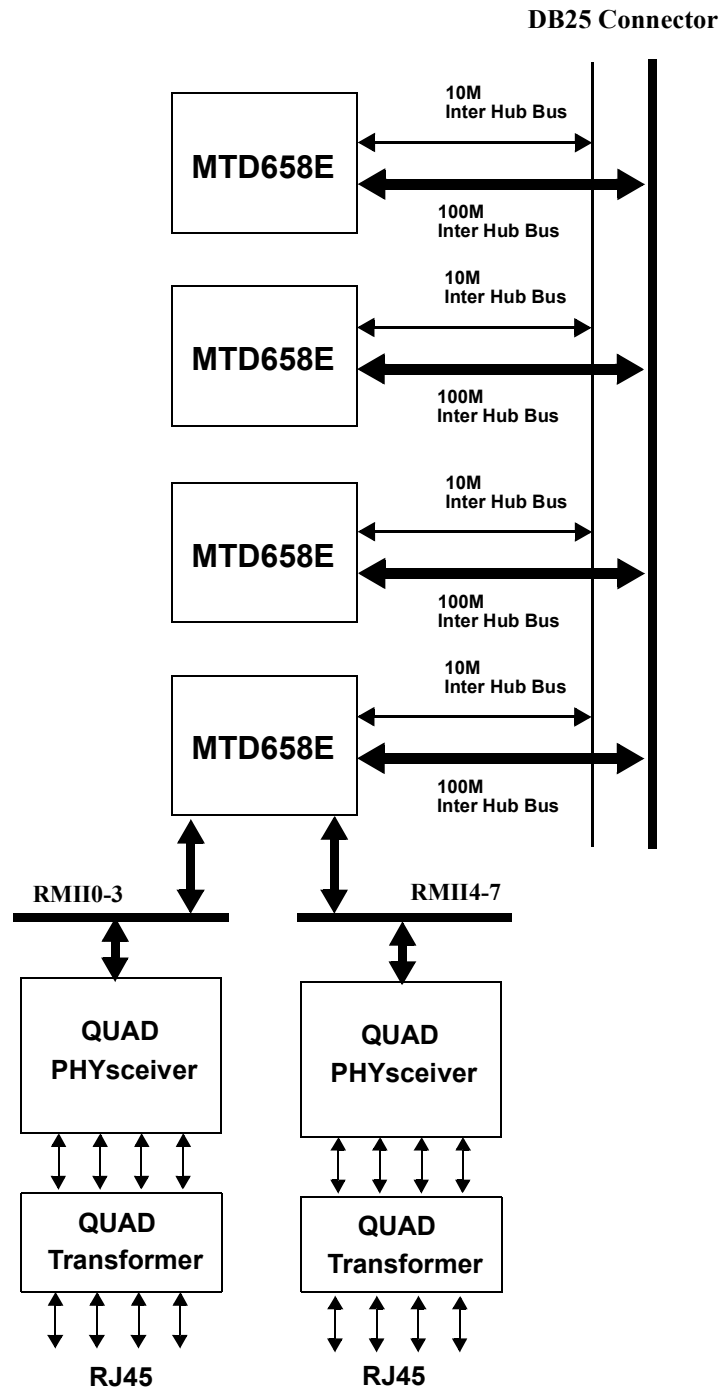 DB25 Connector
10M
Inter Hub Bus
MTD658E
100M
Inter Hub Bus
10M
Inter Hub Bus
MTD658E
100M
Inter Hub Bus
10M
Inter Hub Bus
MTD658E
100M
Inter Hub Bus
10M
Inter Hub Bus
MTD658E
100M
Inter Hub Bus
RMII0-3
RMII4-7
QUAD
PHYsceiver
QUAD
PHYsceiver
QUAD
Transformer
QUAD
Transformer
RJ45
RJ45